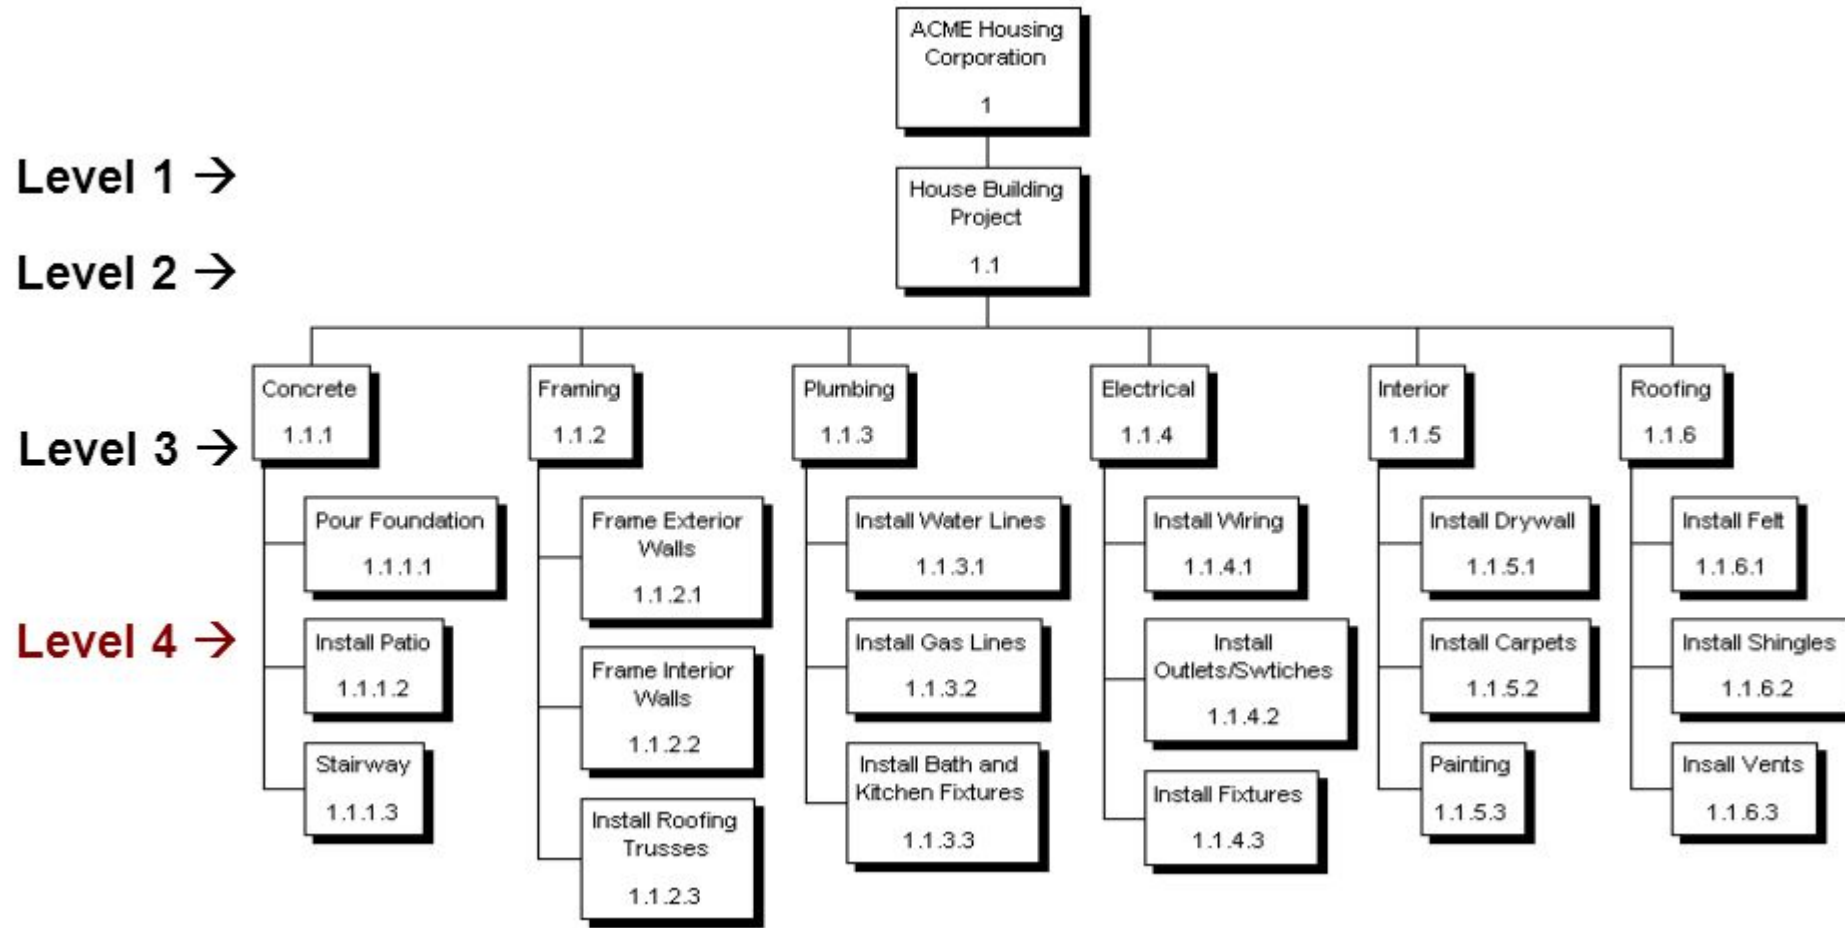 ACME Housing
Corporation
1
Level 1 →
House Building
Project
1.1
Level 2 →
Concrete
1.1.1
Framing
1.1.2
Plumbing
1.1.3
Electrical
1.1.4
Interior
1.1.5
Roofing
1.1.6
Level 3 →
Pour Foundation
1.1.1.1
Install Patio
1.1.1.2
Stairway
1.1.1.3
Frame Exterior
Walls
1.1.2.1
Frame Interior
Walls
1.1.2.2
Install Roofing
Trusses
1.1.2.3
Install Water Lines
1.1.3.1
Install Gas Lines
1.1.3.2
Install Bath and
Kitchen Fixtures
1.1.3.3
Install Wiring
1.1.4.1
Install
Outlets/Swtiches
1.1.4.2
Install Fixtures
1.1.4.3
Install Drywall
1.1.5.1
Install Carpets
1.1.5.2
Painting
1.1.5.3
Install Felt
1.1.6.1
Install Shingles
1.1.6.2
Insall Vents
1.1.6.3
Level 4 →